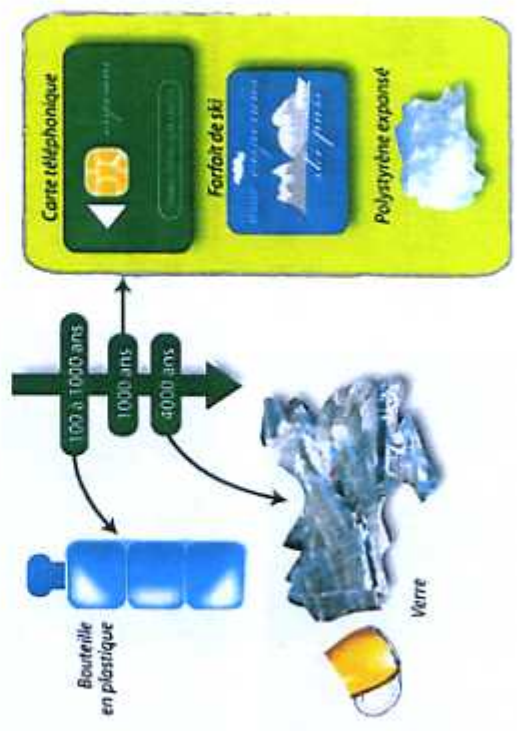 Carte téléphonique
Forfait de ski
Polystyrène expansé
100 à 1000 ans
1000 ans
4000 ans
Bouteille
en plastique
Verre